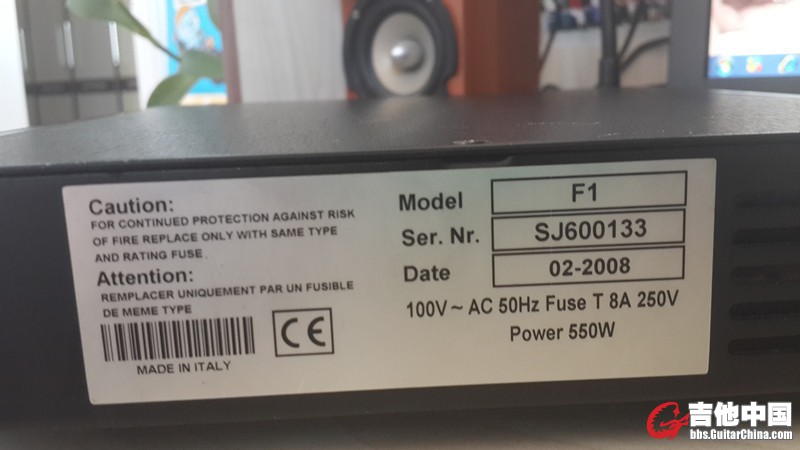 Caution:
FOR CONTINUED PROTECTION AGAINST RISK
OF FIRE REPLACE ONLY WITH SAME TYPE
AND RATING FUSE.
Attention:
REMPLACER UNIQUEMENT PAR UN FUSIBLE
DE MEME TYPE
MADE IN ITALY
CE
Model F1
Ser. Nr. SJ600133
Date 02-2008
100V ~ AC 50Hz Fuse T 8A 250V
Power 550W
吉他中国
bbs.GuitarChina.com